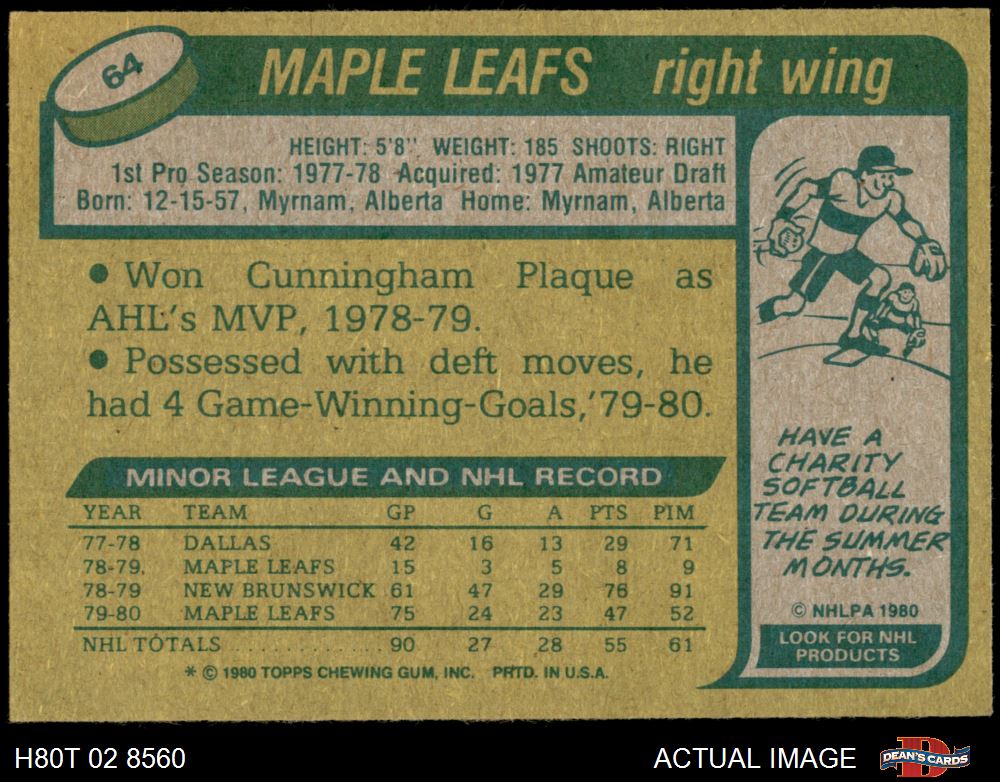 64
MAPLE LEAFS right wing
HEIGHT: 5'8" WEIGHT: 185 SHOOTS: RIGHT
1st Pro Season: 1977-78 Acquired: 1977 Amateur Draft
Born: 12-15-57, Myrnam, Alberta Home: Myrnam, Alberta
● Won Cunningham Plaque as
AHL's MVP, 1978-79.
● Possessed with deft moves, he
had 4 Game-Winning-Goals,'79-80.
MINOR LEAGUE AND NHL RECORD
YEAR TEAM GP G A PTS PIM
77-78 DALLAS 42 16 13 29 71
78-79. MAPLE LEAFS 15 3 5 8 9
78-79 NEW BRUNSWICK 61 47 29 76 91
79-80 MAPLE LEAFS 75 24 23 47 52
NHL TOTALS . . . . . . . . . . . . . 90 27 28 55 61
* © 1980 TOPPS CHEWING GUM, INC. PRTD. IN U.S.A.
HAVE A
CHARITY
SOFTBALL
TEAM DURING
THE SUMMER
MONTHS.
© NHLPA 1980
LOOK FOR NHL
PRODUCTS
H80T 02 8560
ACTUAL IMAGE
D
DEAN'S CARDS